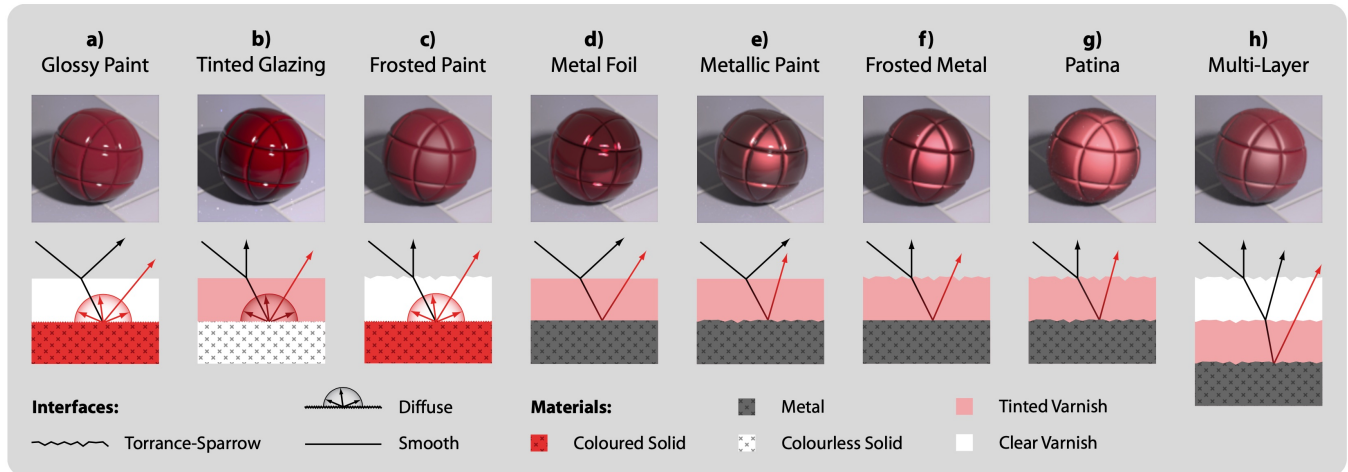 a)
Glossy Paint
b)
Tinted Glazing
c)
Frosted Paint
d)
Metal Foil
e)
Metallic Paint
f)
Frosted Metal
g)
Patina
h)
Multi-Layer
Interfaces:
Diffuse
Torrance-Sparrow
Smooth
Materials:
Metal
Tinted Varnish
Coloured Solid
Colourless Solid
Clear Varnish